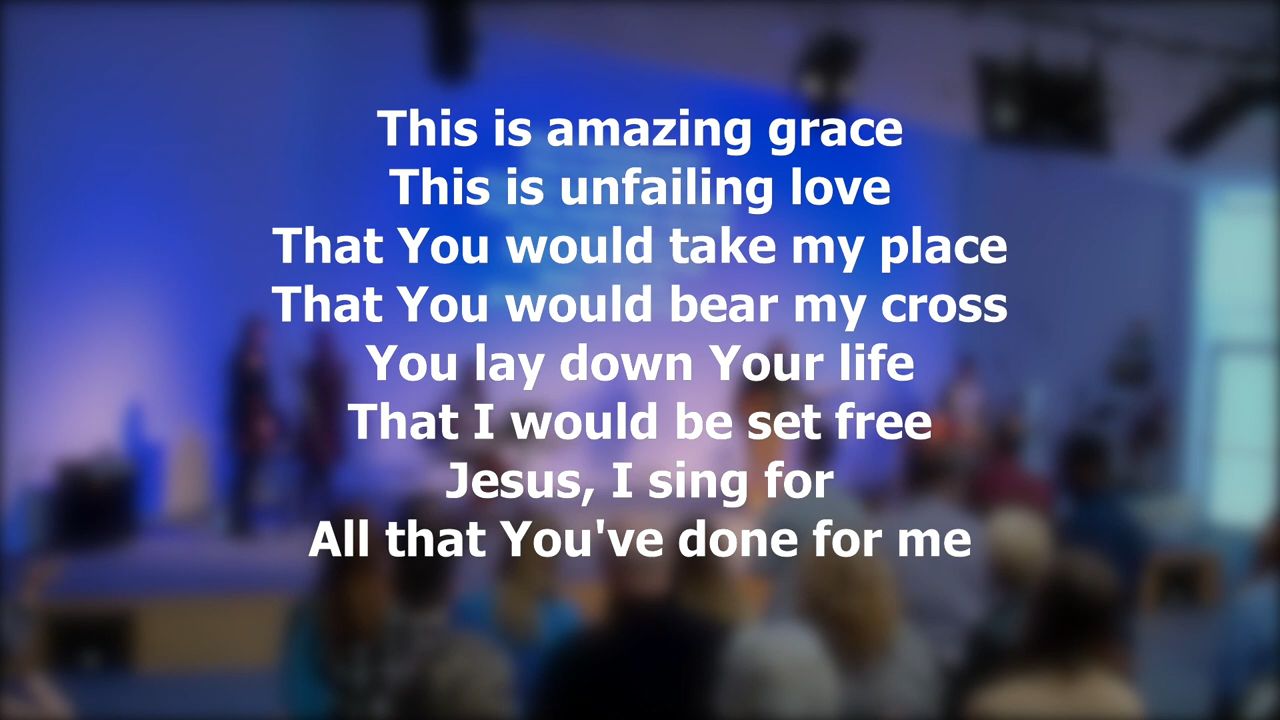 This is amazing grace
This is unfailing love
That You would take my place
That You would bear my cross
You lay down Your life
That I would be set free
Jesus, I sing for
All that You've done for me